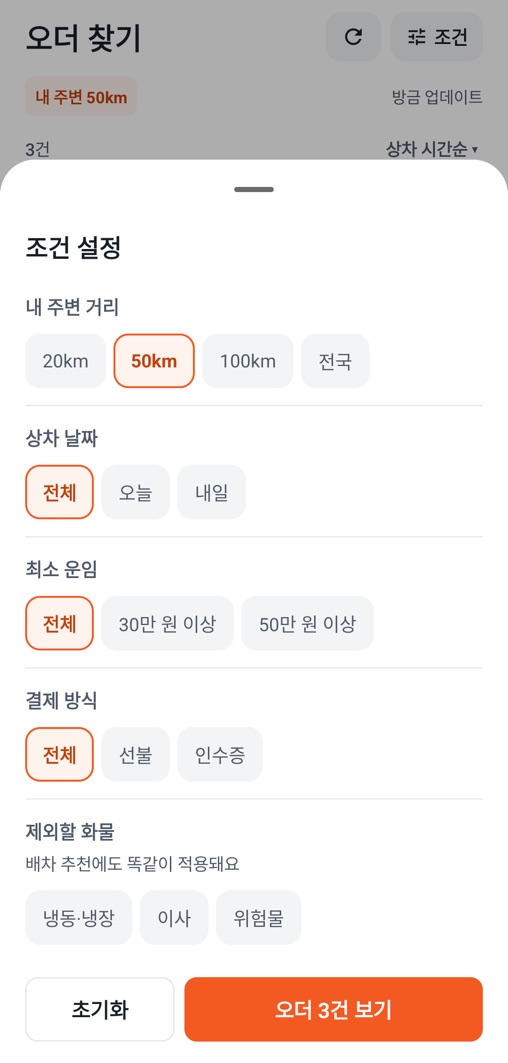 오더 찾기
조건
내 주변 50km
방금 업데이트
3건
상차 시간순 ▾
조건 설정
내 주변 거리
20km 50km 100km 전국
상차 날짜
전체 오늘 내일
최소 운임
전체 30만 원 이상 50만 원 이상
결제 방식
전체 선불 인수증
제외할 화물
배차 추천에도 똑같이 적용돼요
냉동·냉장 이사 위험물
초기화 오더 3건 보기